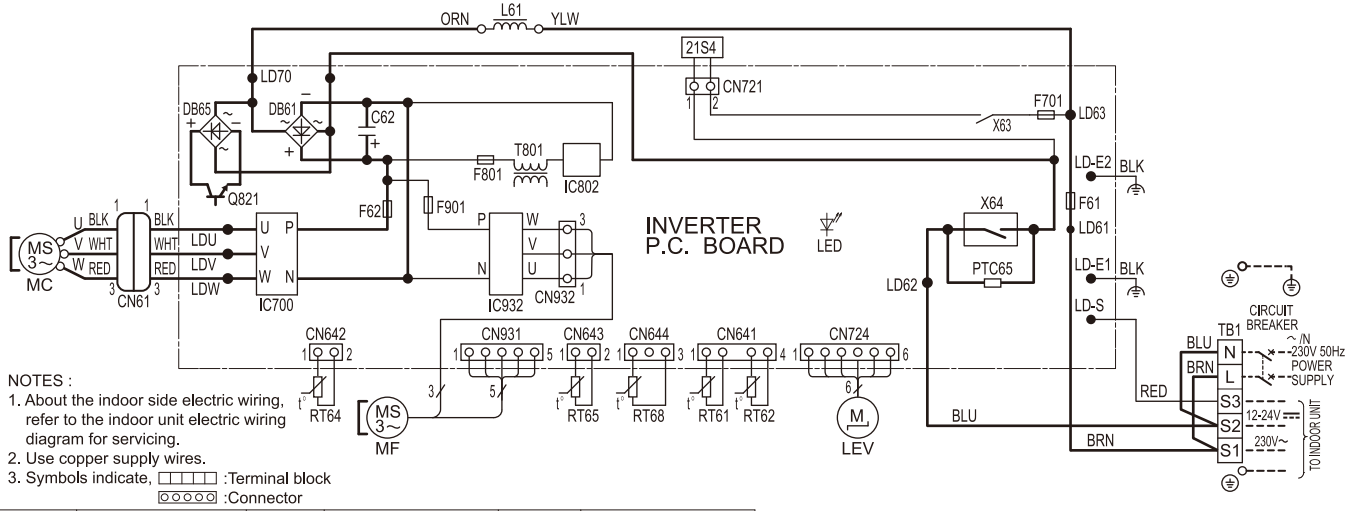 ORN L61 YLW
21S4
LD70
CN721
1 2
DB65 ~ − DB61 − ~
+ ~ + C62 +
X63 F701 LD63
T801
F801 IC802
Q821
F62 F901
LD-E2 BLK
F61
X64
LD61
PTC65
LD62
LD-E1 BLK
LD-S
INVERTER
P.C. BOARD
LED
1 1
U BLK BLK LDU U P
V WHT WHT LDV V
W RED RED LDW W N
3 3
MS
3~
MC
CN61
IC700
P W 3
V
N U 1
IC932 CN932
CIRCUIT
BREAKER
TB1
~/N
230V 50Hz
POWER
SUPPLY
BLU N
BRN L
RED S3
12-24V
BLU S2
BRN S1 230V~
TO INDOOR UNIT
CN642 CN931 CN643 CN644 CN641 CN724
1 2 1 5 1 2 1 3 1 4 1 6
t° RT64
3 5
MS
3~
MF
t° RT65
t° RT68
t° RT61 t° RT62
6
M
LEV
NOTES :
1. About the indoor side electric wiring,
refer to the indoor unit electric wiring
diagram for servicing.
2. Use copper supply wires.
3. Symbols indicate, :Terminal block
:Connector